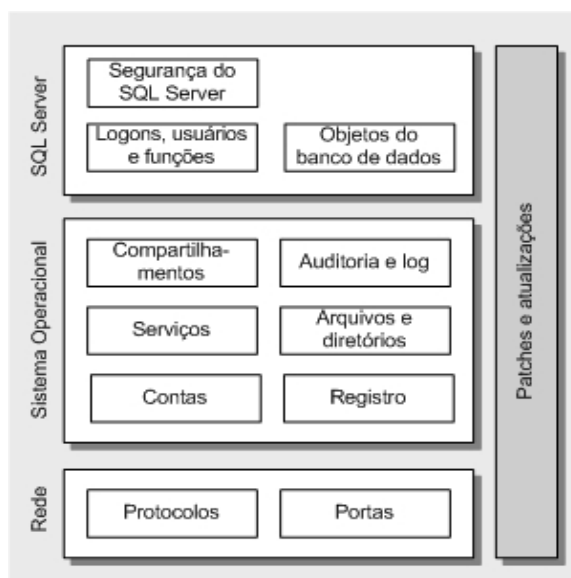 SQL Server
Segurança do
SQL Server
Logons, usuários
e funções
Objetos do
banco de dados
Sistema Operacional
Compartilha-
mentos
Auditoria e log
Serviços
Arquivos e
diretórios
Contas
Registro
Rede
Protocolos
Portas
Patches e atualizações